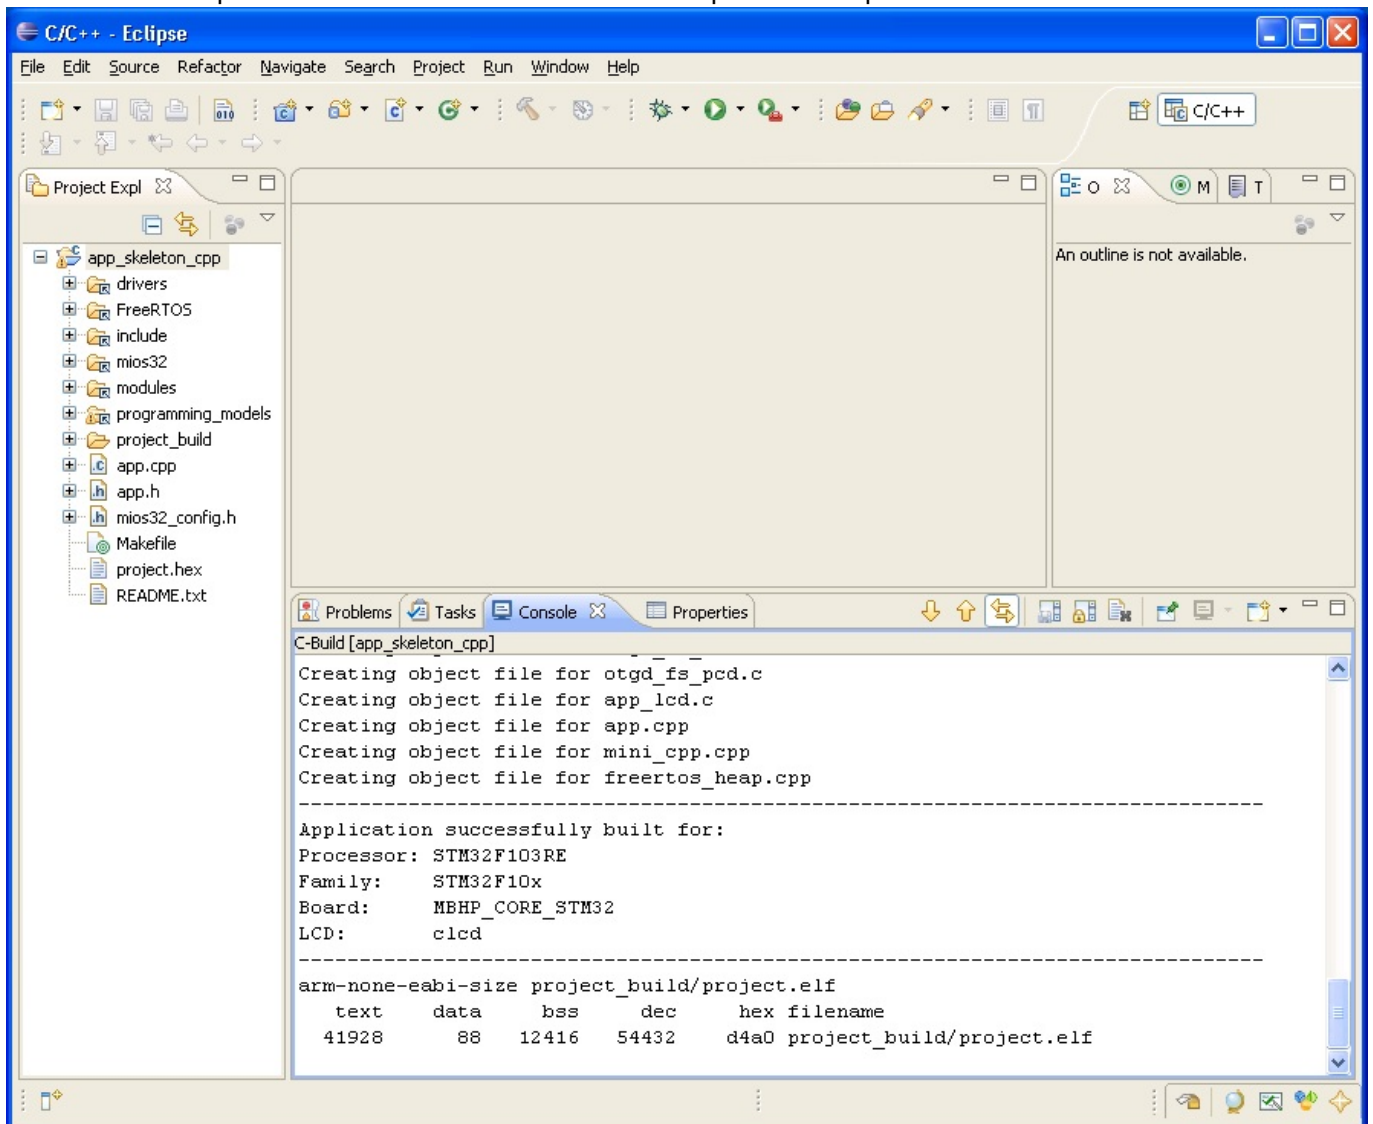 C/C++ - Eclipse
File Edit Source Refactor Navigate Search Project Run Window Help
010
C/C++
Project Expl
O M T
An outline is not available.
app_skeleton_cpp
drivers
FreeRTOS
include
mios32
modules
programming_models
project_build
app.cpp
app.h
mios32_config.h
Makefile
project.hex
README.txt
Problems Tasks Console Properties
C-Build [app_skeleton_cpp]
Creating object file for otgd_fs_pcd.c
Creating object file for app_lcd.c
Creating object file for app.cpp
Creating object file for mini_cpp.cpp
Creating object file for freertos_heap.cpp
--------------------------------------------------------------------------------
Application successfully built for:
Processor: STM32F103RE
Family: STM32F10x
Board: MBHP_CORE_STM32
LCD: clcd
--------------------------------------------------------------------------------
arm-none-eabi-size project_build/project.elf
text data bss dec hex filename
41928 88 12416 54432 d4a0 project_build/project.elf